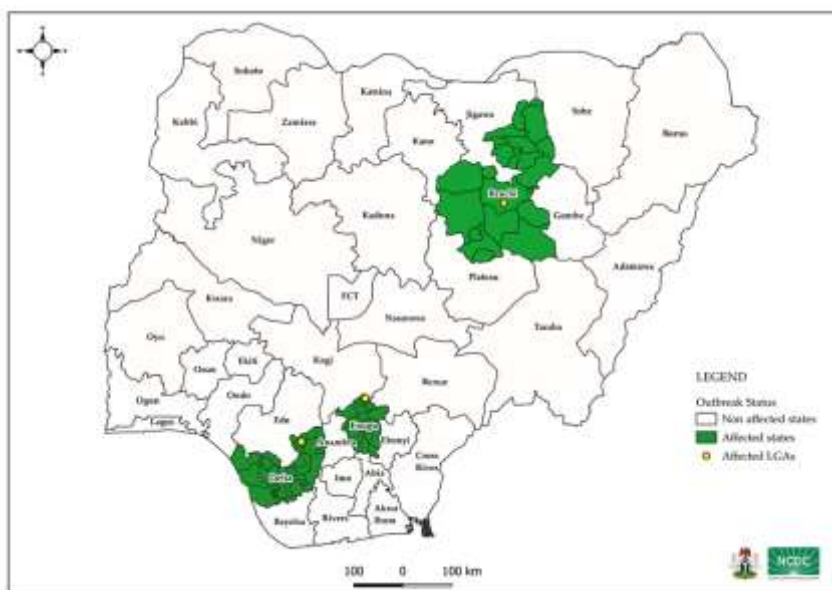 Sokoto
Katsina
Jigawa
Yobe
Borno
Kebbi
Zamfara
Kano
Bauchi
Kaduna
Gombe
Niger
Adamawa
Plateau
FCT
Kwara
Nasarawa
Taraba
Oyo
Kogi
Osun
Ekiti
Benue
Ogun
Ondo
Lagos
Edo
Enugu
Anambra
Ebonyi
Cross
River
Delta
Imo
Abia
Bayelsa
Rivers
Akwa
Ibom
LEGEND
Outbreak Status
Non affected states
Affected states
Affected LGAs
NCDC
100 0 100 km